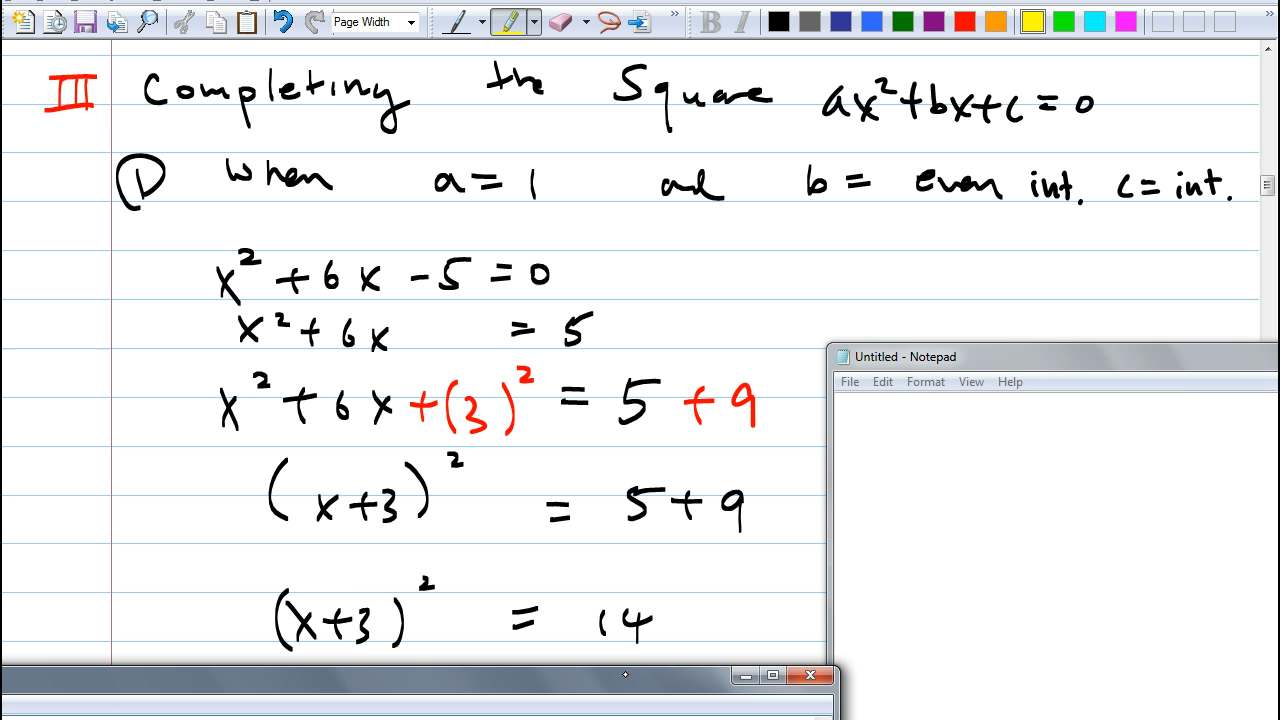 Page Width
B I
III Completing the Square ax²+bx+c=0
① When a=1 and b= even int. c=int.
x²+6x-5=0
x²+6x =5
x²+6x+(3)²=5+9
(x+3)²=5+9
(x+3)²=14
Untitled - Notepad
File Edit Format View Help